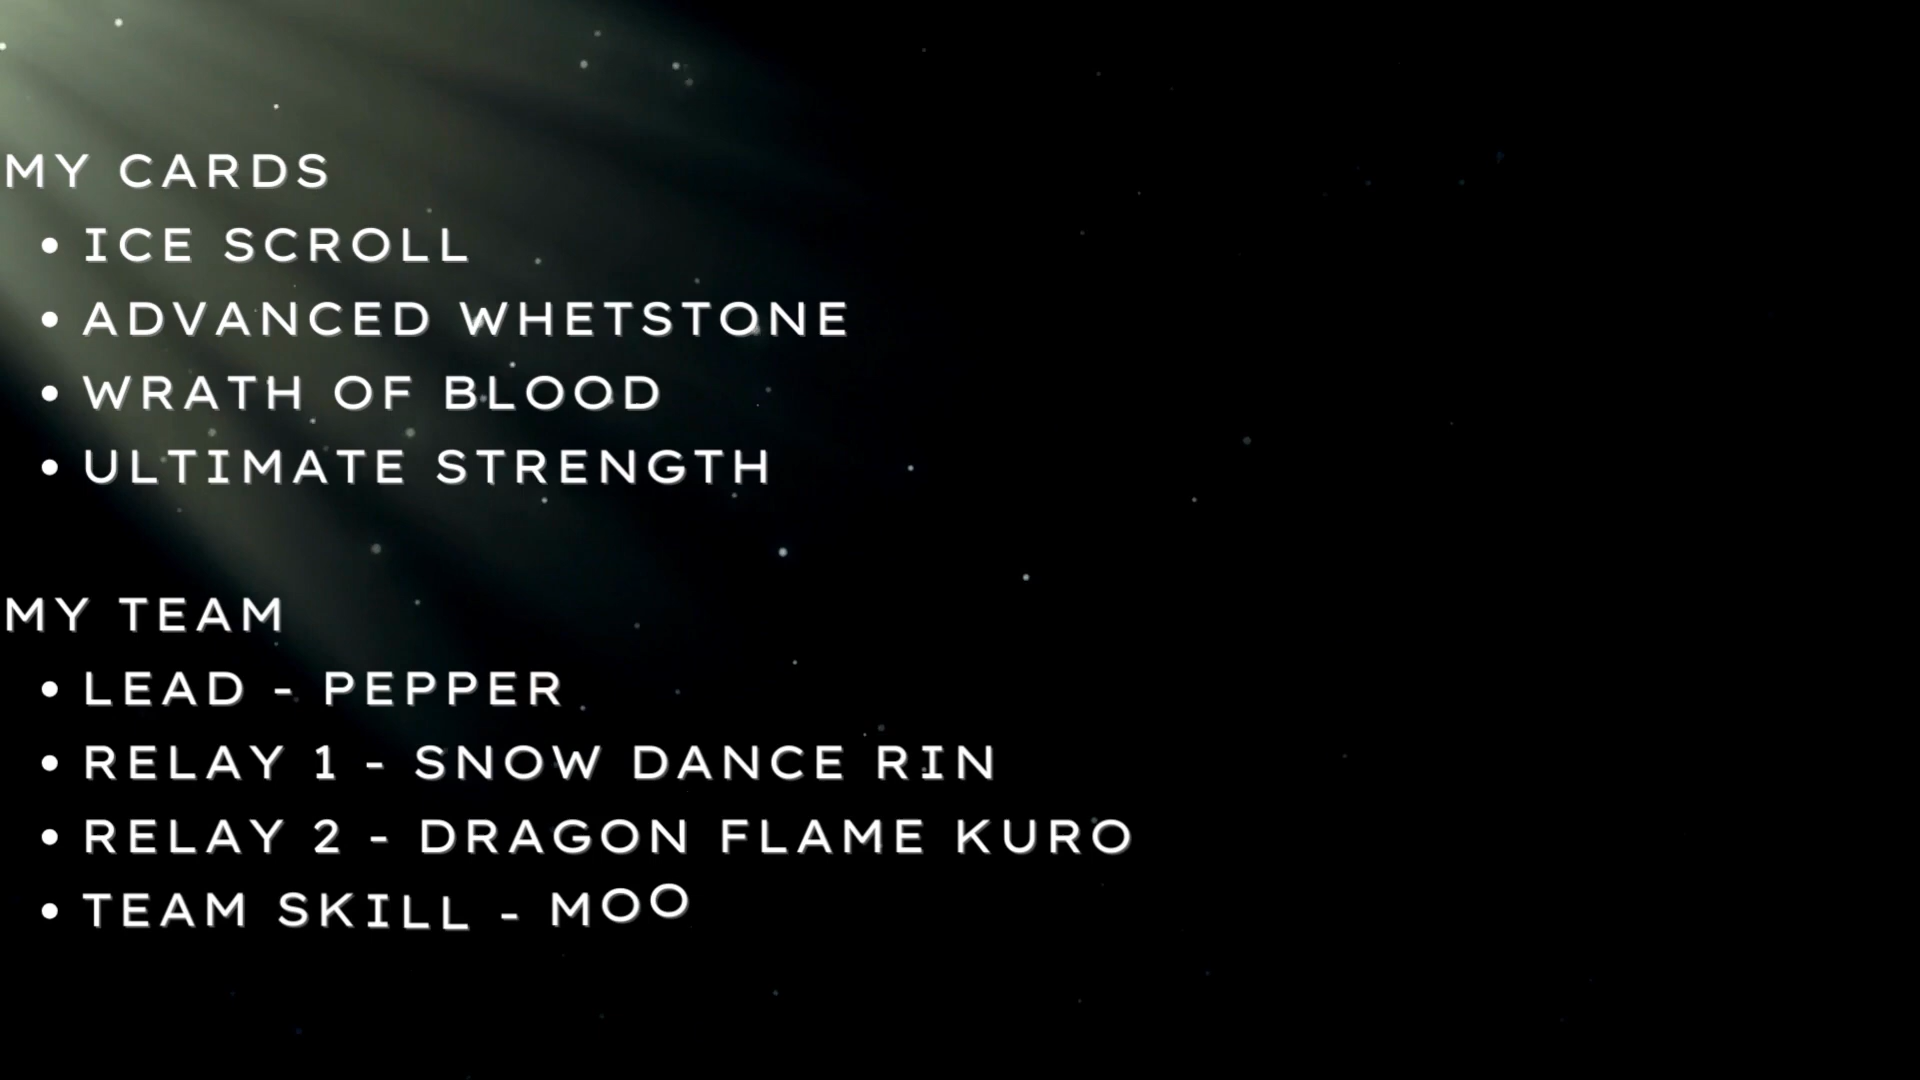 MY CARDS
• ICE SCROLL
• ADVANCED WHETSTONE
• WRATH OF BLOOD
• ULTIMATE STRENGTH
MY TEAM
• LEAD - PEPPER
• RELAY 1 - SNOW DANCE RIN
• RELAY 2 - DRAGON FLAME KURO
• TEAM SKILL - MOO